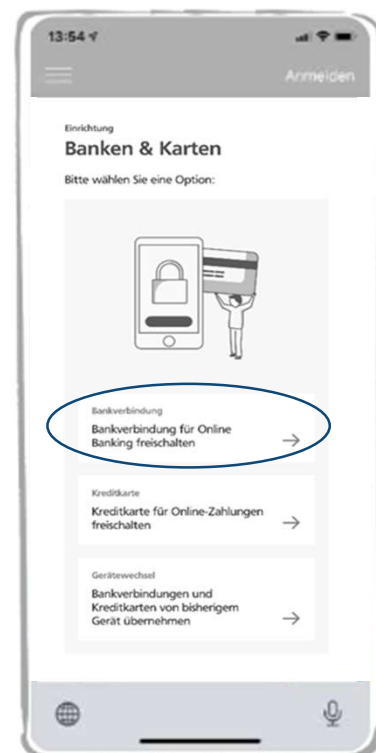 13:54
Anmelden
Einrichtung
Banken & Karten
Bitte wählen Sie eine Option:
Bankverbindung
Bankverbindung für Online
Banking freischalten
Kreditkarte
Kreditkarte für Online-Zahlungen
freischalten
Gerätewechsel
Bankverbindungen und
Kreditkarten von bisherigem
Gerät übernehmen